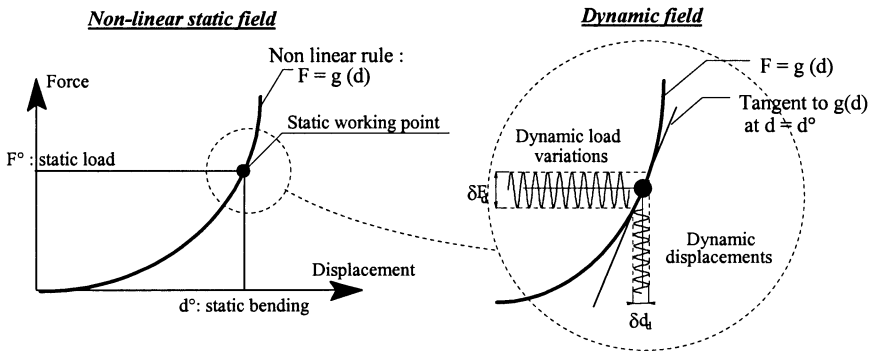 Non-linear static field
Force
Non linear rule :
F = g (d)
Static working point
F° : static load
Displacement
d°: static bending
Dynamic field
F = g (d)
Tangent to g(d)
at d = d°
Dynamic load
variations
δFd
Dynamic
displacements
δdd